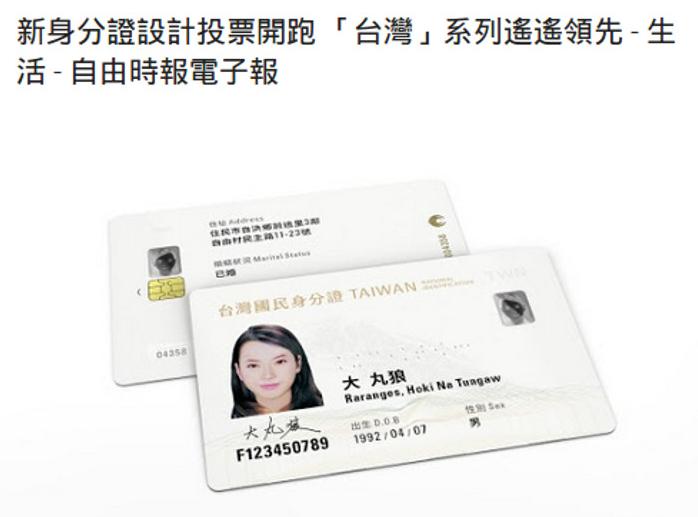 新身分證設計投票開跑 「台灣」系列遙遙領先 - 生
活 - 自由時報電子報
住址 Address
住民市自決鄉前途里3鄰
自由村民主路11-23號
婚姻狀況 Marital Status
已婚
04358
台灣國民身分證 TAIWAN NATIONAL IDENTIFICATION TWN
大 丸狼
Raranges, Hoki Na Tungaw
大丸狼
出生 D.O.B
性別 Sex
1992 / 04 / 07
男
F123450789